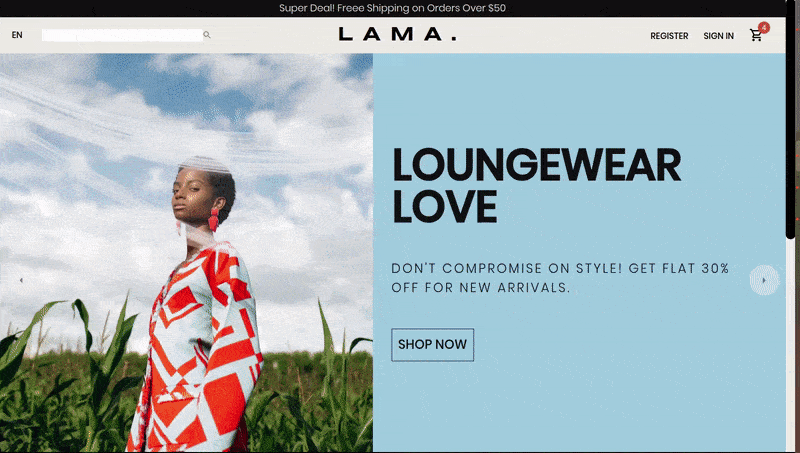 Super Deal! Freee Shipping on Orders Over $50
EN
LAMA.
REGISTER
SIGN IN
4
LOUNGEWEAR
LOVE
DON'T COMPROMISE ON STYLE! GET FLAT 30%
OFF FOR NEW ARRIVALS.
SHOP NOW